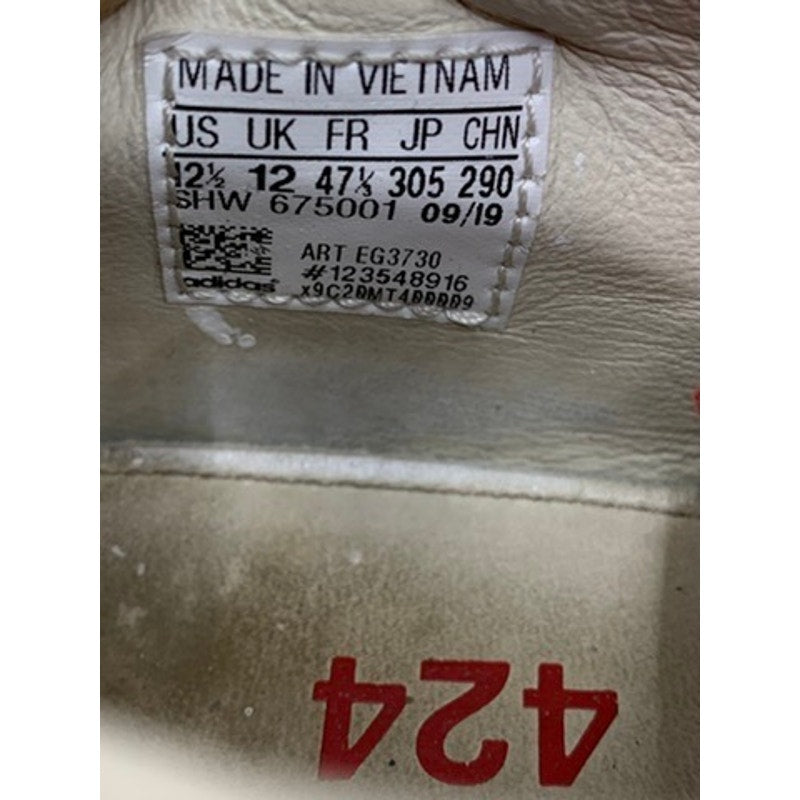 MADE IN VIETNAM
US UK FR JP CHN
12½ 12 47⅓ 305 290
SHW 675001 09/19
ART EG3730
#123548916
adidas x9C2DMT4DDDD9
424